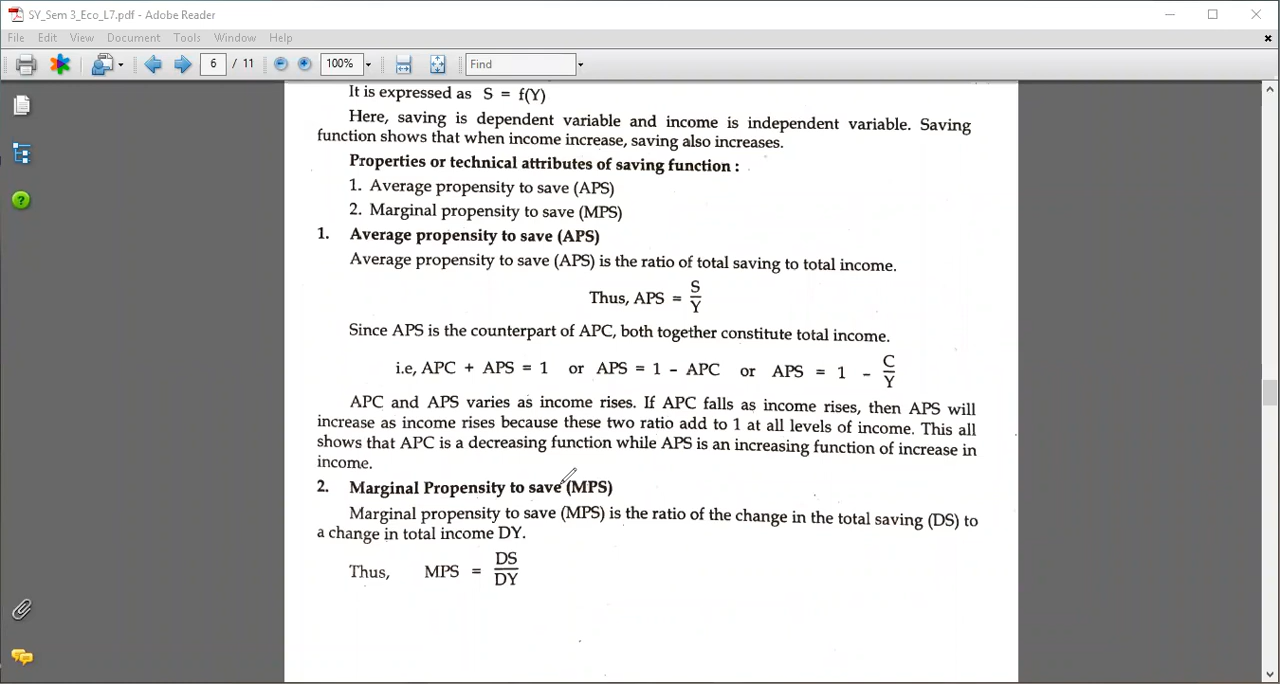 SY_Sem 3_Eco_L7.pdf - Adobe Reader
File Edit View Document Tools Window Help
6 / 11 100% Find
It is expressed as S = f(Y)
Here, saving is dependent variable and income is independent variable. Saving
function shows that when income increase, saving also increases.
Properties or technical attributes of saving function :
1. Average propensity to save (APS)
2. Marginal propensity to save (MPS)
1. Average propensity to save (APS)
Average propensity to save (APS) is the ratio of total saving to total income.
Thus, APS = S/Y
Since APS is the counterpart of APC, both together constitute total income.
i.e, APC + APS = 1 or APS = 1 - APC or APS = 1 - C/Y
APC and APS varies as income rises. If APC falls as income rises, then APS will
increase as income rises because these two ratio add to 1 at all levels of income. This all
shows that APC is a decreasing function while APS is an increasing function of increase in
income.
2. Marginal Propensity to save (MPS)
Marginal propensity to save (MPS) is the ratio of the change in the total saving (DS) to
a change in total income DY.
Thus, MPS = DS/DY